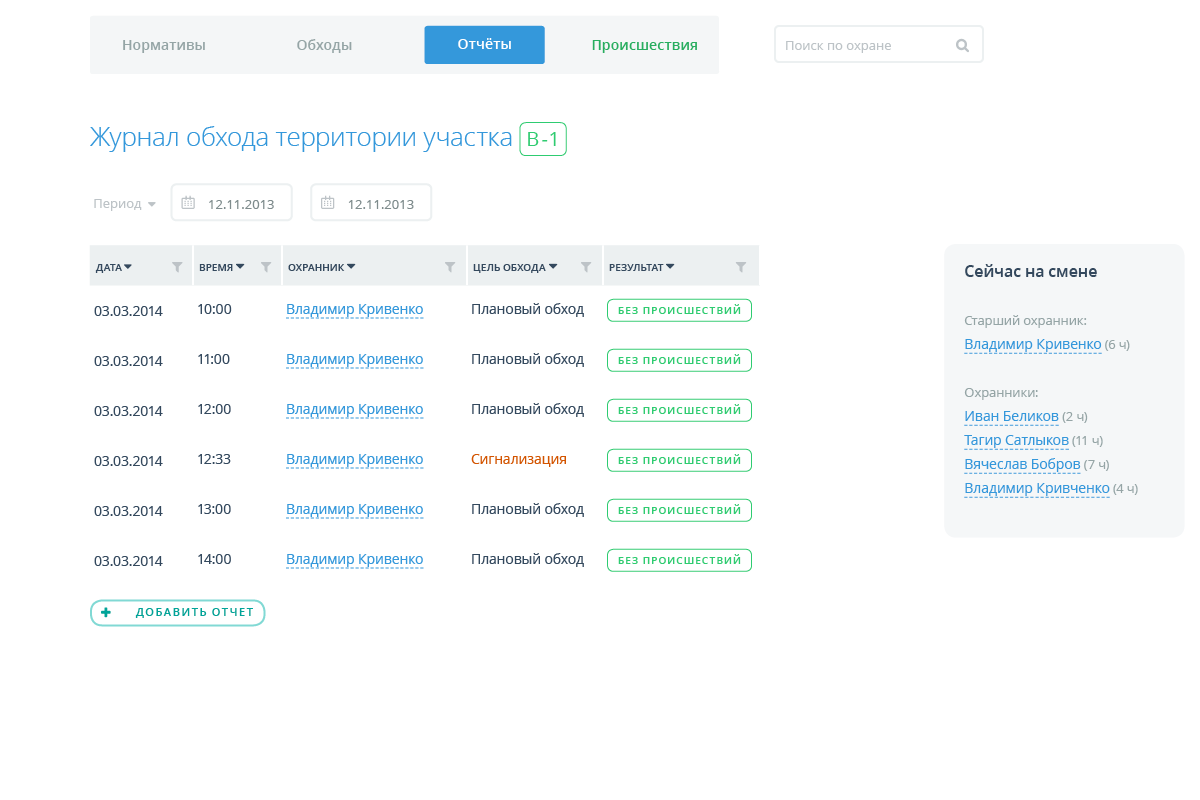 Нормативы Обходы Отчёты Происшествия Поиск по охране
Журнал обхода территории участка В-1
Период 12.11.2013 12.11.2013
ДАТА ВРЕМЯ ОХРАННИК ЦЕЛЬ ОБХОДА РЕЗУЛЬТАТ
03.03.2014 10:00 Владимир Кривенко Плановый обход БЕЗ ПРОИСШЕСТВИЙ
03.03.2014 11:00 Владимир Кривенко Плановый обход БЕЗ ПРОИСШЕСТВИЙ
03.03.2014 12:00 Владимир Кривенко Плановый обход БЕЗ ПРОИСШЕСТВИЙ
03.03.2014 12:33 Владимир Кривенко Сигнализация БЕЗ ПРОИСШЕСТВИЙ
03.03.2014 13:00 Владимир Кривенко Плановый обход БЕЗ ПРОИСШЕСТВИЙ
03.03.2014 14:00 Владимир Кривенко Плановый обход БЕЗ ПРОИСШЕСТВИЙ
ДОБАВИТЬ ОТЧЕТ
Сейчас на смене
Старший охранник:
Владимир Кривенко (6 ч)
Охранники:
Иван Беликов (2 ч)
Тагир Сатлыков (11 ч)
Вячеслав Бобров (7 ч)
Владимир Кривченко (4 ч)